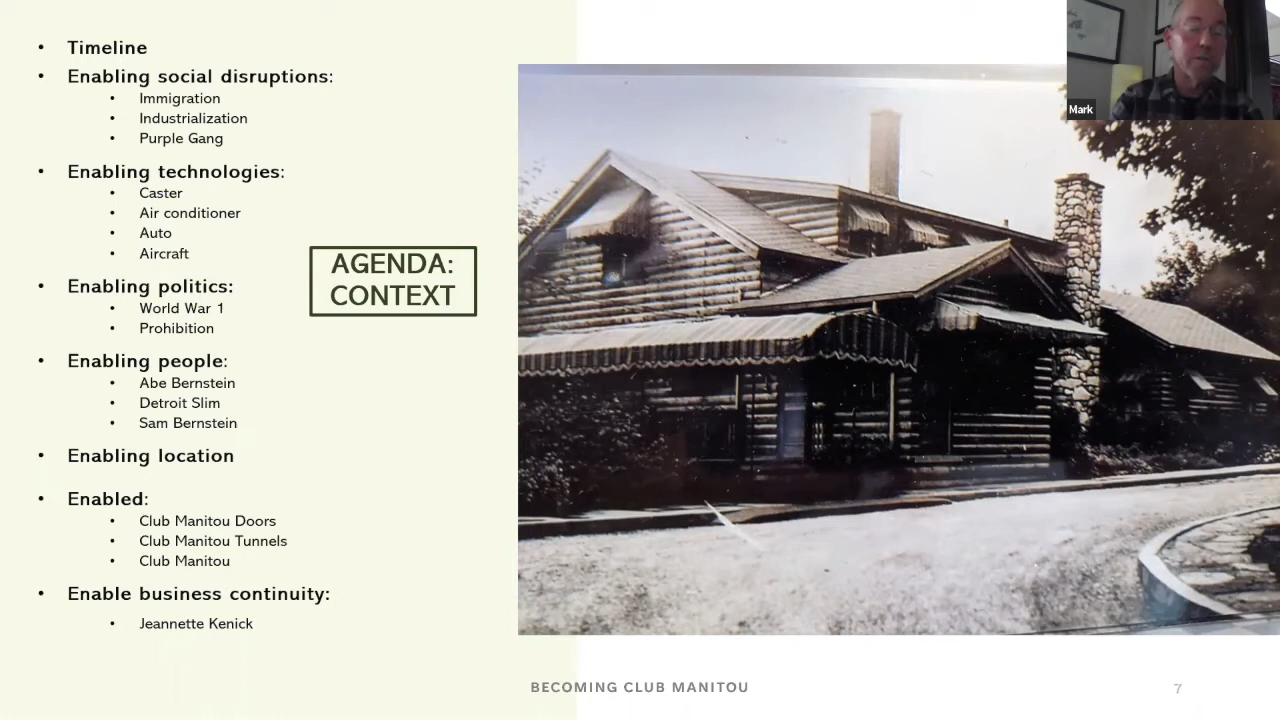 • Timeline
• Enabling social disruptions:
• Immigration
• Industrialization
• Purple Gang
• Enabling technologies:
• Caster
• Air conditioner
• Auto
• Aircraft
• Enabling politics:
• World War 1
• Prohibition
• Enabling people:
• Abe Bernstein
• Detroit Slim
• Sam Bernstein
• Enabling location
• Enabled:
• Club Manitou Doors
• Club Manitou Tunnels
• Club Manitou
• Enable business continuity:
• Jeannette Kenick
AGENDA:
CONTEXT
Mark
BECOMING CLUB MANITOU
7